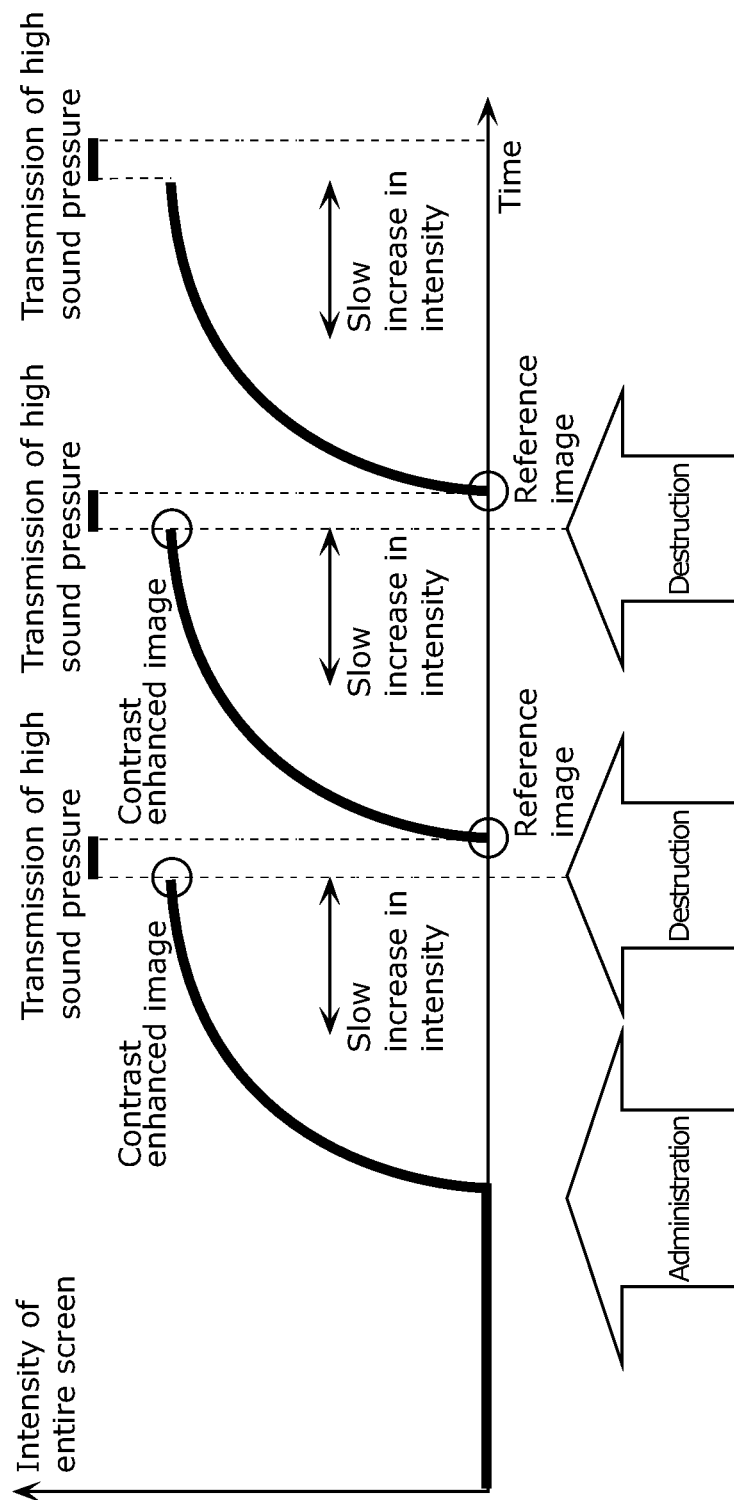 Intensity of
entire screen
Transmission of high
sound pressure
Transmission of high
sound pressure
Transmission of high
sound pressure
Contrast
enhanced image
Contrast
enhanced image
Slow
increase in
intensity
Slow
increase in
intensity
Slow
increase in
intensity
Time
Reference
image
Reference
image
Administration
Destruction
Destruction